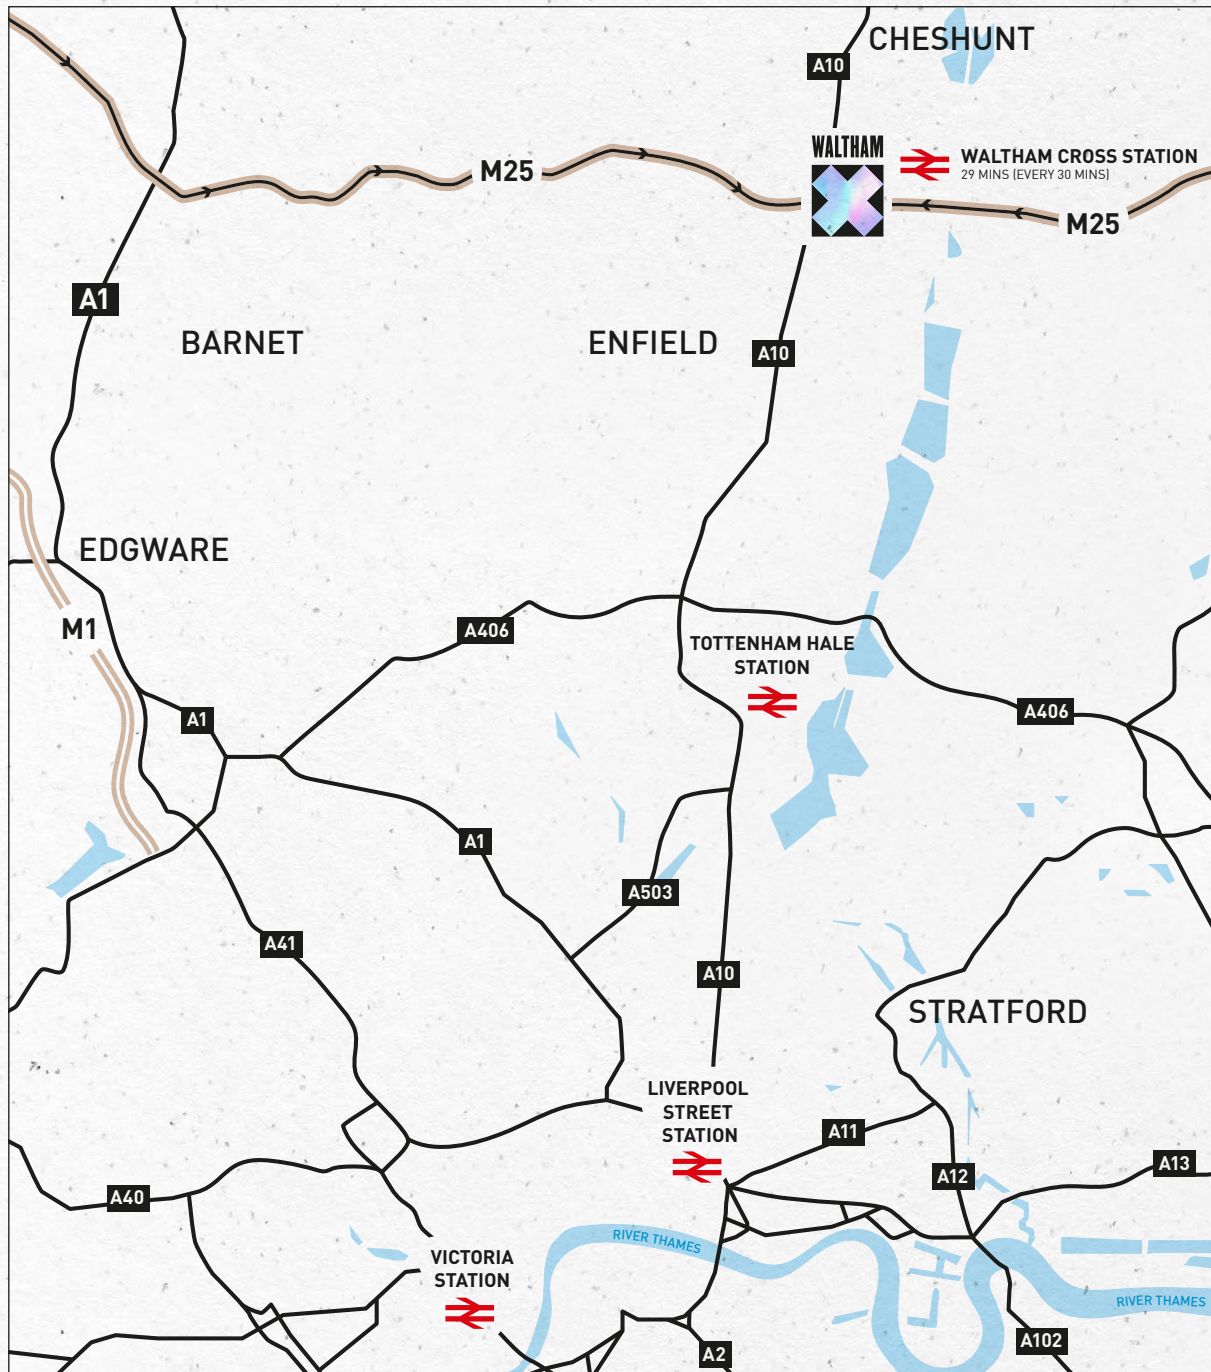 CHESHUNT
A10
WALTHAM
WALTHAM CROSS STATION
29 MINS (EVERY 30 MINS)
M25
M25
A1
BARNET
ENFIELD
A10
EDGWARE
M1
A406
TOTTENHAM HALE
STATION
A1
A406
A1
A503
A41
A10
STRATFORD
LIVERPOOL
STREET
STATION
A11
A12
A13
A40
RIVER THAMES
VICTORIA
STATION
RIVER THAMES
A102
A2